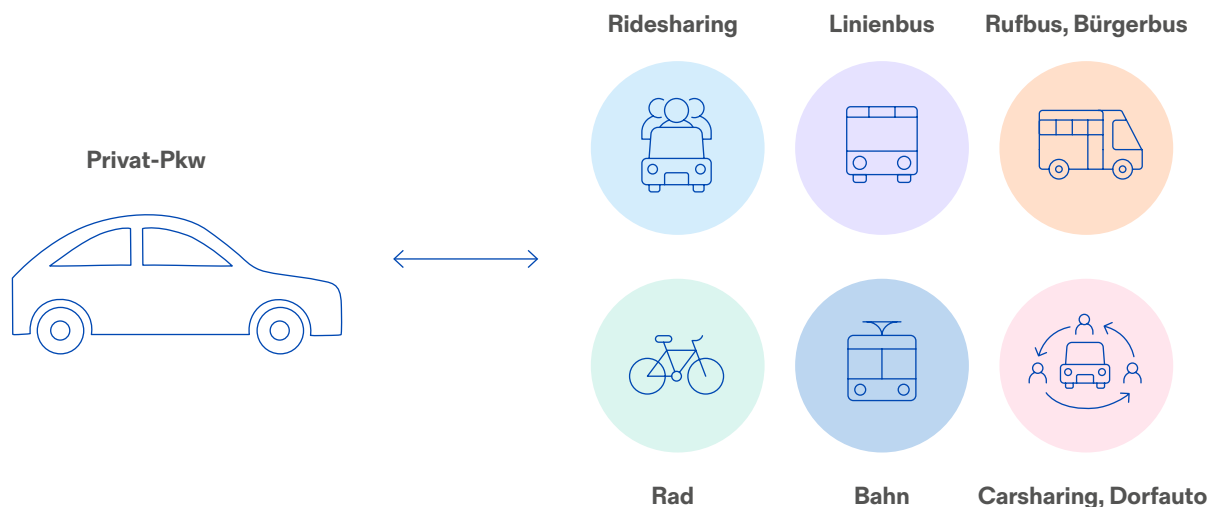 Ridesharing
Linienbus
Rufbus, Bürgerbus
Privat-Pkw
Rad
Bahn
Carsharing, Dorfauto